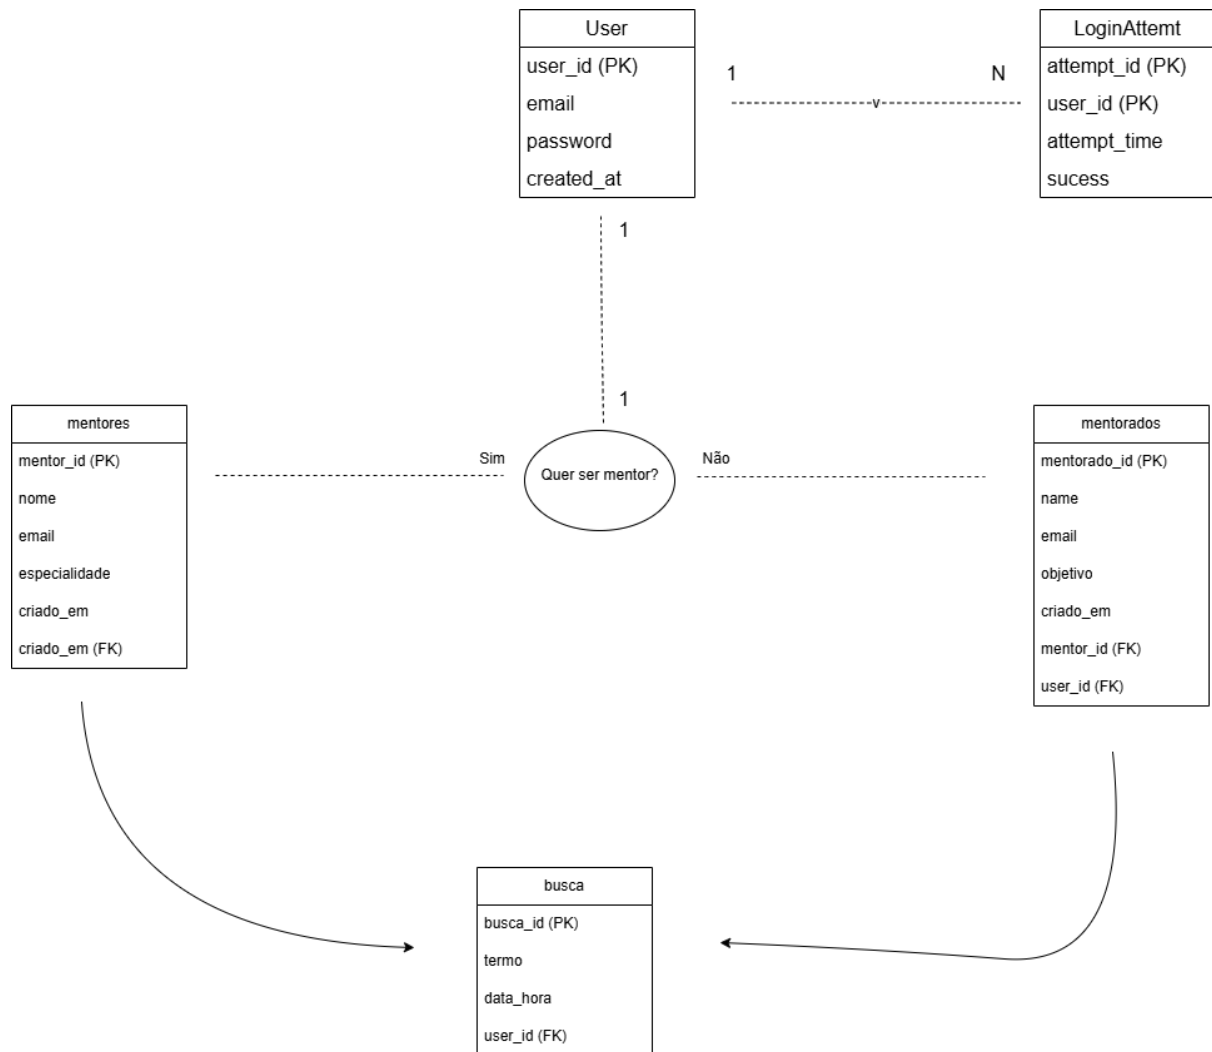 User
user_id (PK)
email
password
created_at
LoginAttemt
attempt_id (PK)
user_id (PK)
attempt_time
sucess
1
N
v
1
1
mentores
mentor_id (PK)
nome
email
especialidade
criado_em
criado_em (FK)
Sim
Quer ser mentor?
Não
mentorados
mentorado_id (PK)
name
email
objetivo
criado_em
mentor_id (FK)
user_id (FK)
busca
busca_id (PK)
termo
data_hora
user_id (FK)